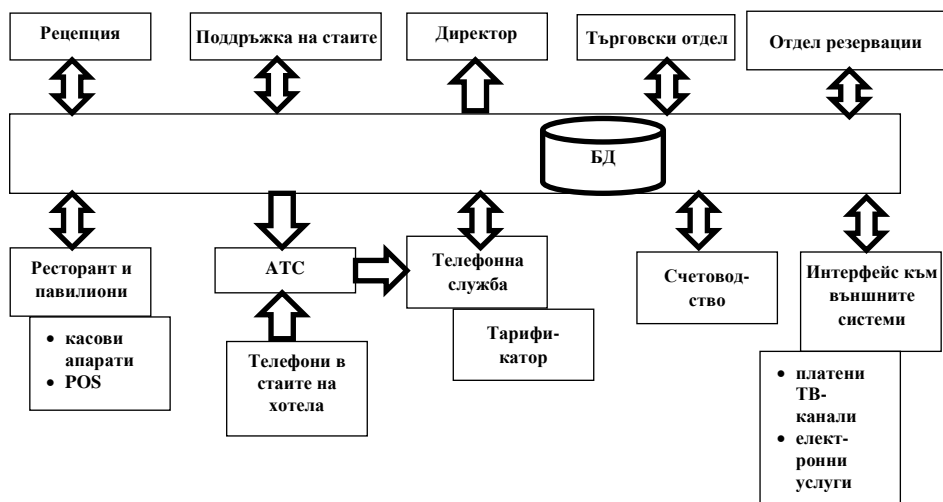 Рецепция
Поддръжка на стаите
Директор
Търговски отдел
Отдел резервации
БД
Ресторант и
павилиони
• касови
апарати
• POS
АТС
Телефони в
стаите на
хотела
Телефонна
служба
Тарифи-
катор
Счетовод-
ство
Интерфейс към
външните
системи
• платени
ТВ-
канали
• елект-
ронни
услуги